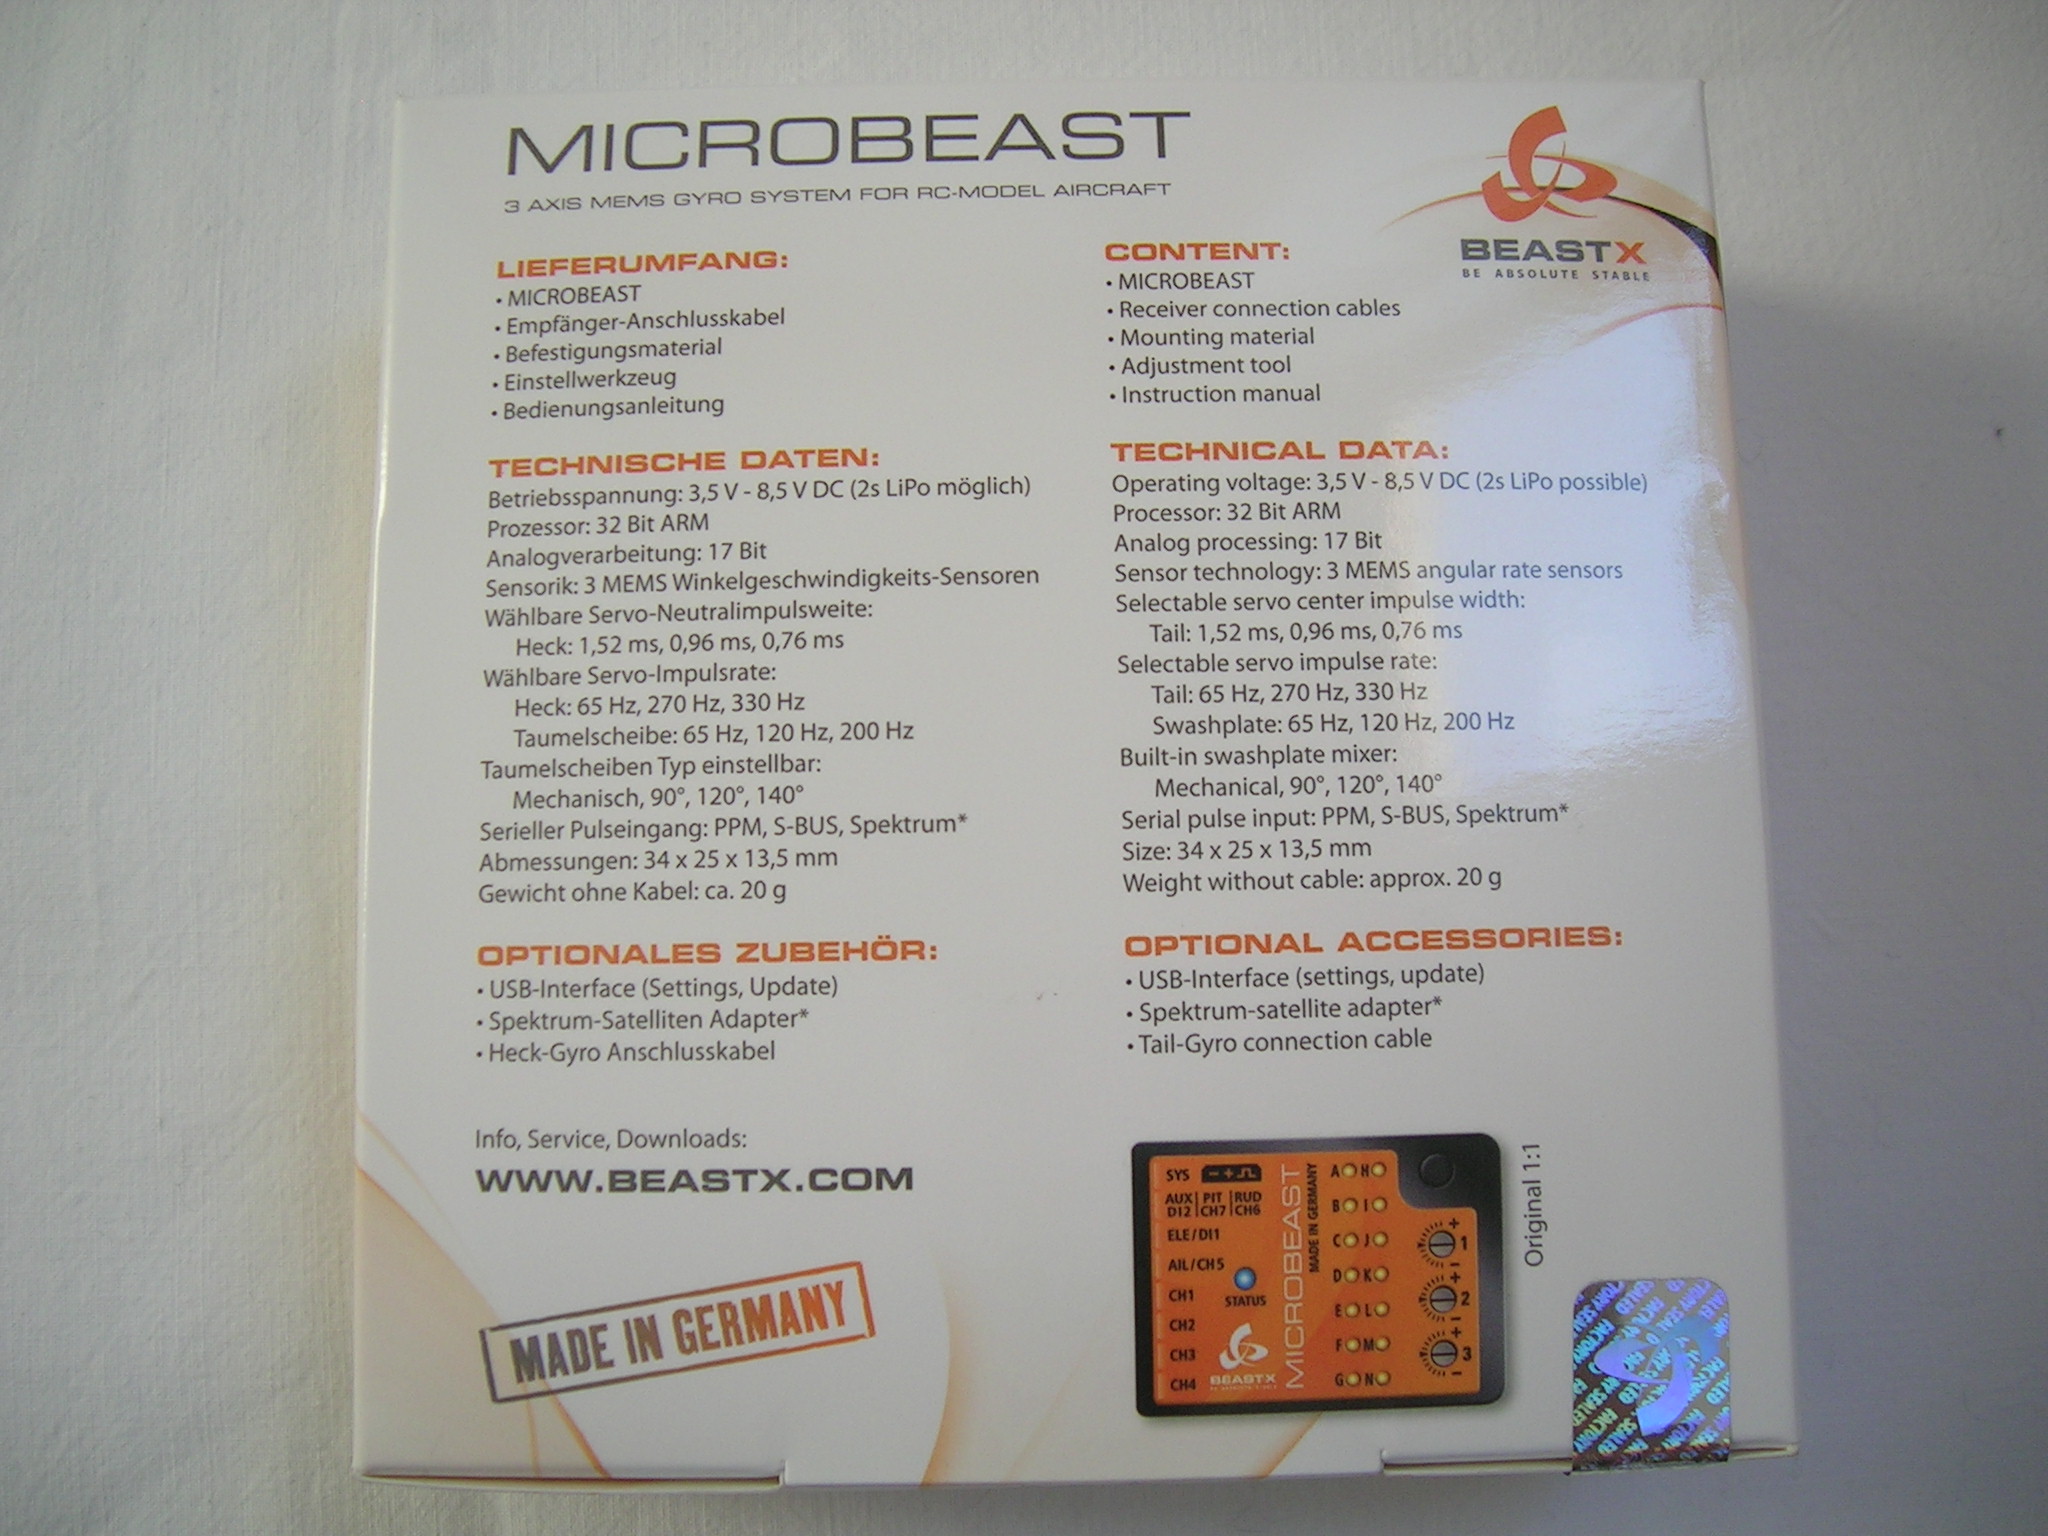 MICROBEAST
3 AXIS MEMS GYRO SYSTEM FOR RC-MODEL AIRCRAFT
BEASTX
BE ABSOLUTE STABLE
LIEFERUMFANG:
• MICROBEAST
• Empfänger-Anschlusskabel
• Befestigungsmaterial
• Einstellwerkzeug
• Bedienungsanleitung
TECHNISCHE DATEN:
Betriebsspannung: 3,5 V - 8,5 V DC (2s LiPo möglich)
Prozessor: 32 Bit ARM
Analogverarbeitung: 17 Bit
Sensorik: 3 MEMS Winkelgeschwindigkeits-Sensoren
Wählbare Servo-Neutralimpulsweite:
Heck: 1,52 ms, 0,96 ms, 0,76 ms
Wählbare Servo-Impulsrate:
Heck: 65 Hz, 270 Hz, 330 Hz
Taumelscheibe: 65 Hz, 120 Hz, 200 Hz
Taumelscheiben Typ einstellbar:
Mechanisch, 90°, 120°, 140°
Serieller Pulseingang: PPM, S-BUS, Spektrum*
Abmessungen: 34 x 25 x 13,5 mm
Gewicht ohne Kabel: ca. 20 g
OPTIONALES ZUBEHÖR:
• USB-Interface (Settings, Update)
• Spektrum-Satelliten Adapter*
• Heck-Gyro Anschlusskabel
Info, Service, Downloads:
WWW.BEASTX.COM
MADE IN GERMANY
CONTENT:
• MICROBEAST
• Receiver connection cables
• Mounting material
• Adjustment tool
• Instruction manual
TECHNICAL DATA:
Operating voltage: 3,5 V - 8,5 V DC (2s LiPo possible)
Processor: 32 Bit ARM
Analog processing: 17 Bit
Sensor technology: 3 MEMS angular rate sensors
Selectable servo center impulse width:
Tail: 1,52 ms, 0,96 ms, 0,76 ms
Selectable servo impulse rate:
Tail: 65 Hz, 270 Hz, 330 Hz
Swashplate: 65 Hz, 120 Hz, 200 Hz
Built-in swashplate mixer:
Mechanical, 90°, 120°, 140°
Serial pulse input: PPM, S-BUS, Spektrum*
Size: 34 x 25 x 13,5 mm
Weight without cable: approx. 20 g
OPTIONAL ACCESSORIES:
• USB-Interface (settings, update)
• Spektrum-satellite adapter*
• Tail-Gyro connection cable
SYS - +
AUX | PIT | RUD
DI2 | CH7 | CH6
ELE / DI1
AIL / CH5
CH1
CH2
CH3
CH4
STATUS
BEASTX
MICROBEAST
MADE IN GERMANY
A H
B I
C J
D K
E L
F M
G N
+ 1 -
+ 2 -
+ 3 -
Original 1:1
FACTORY SEALED